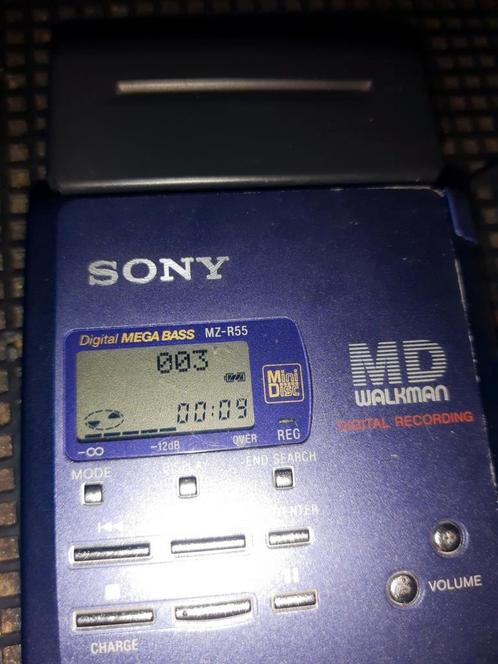 SONY
Digital MEGA BASS MZ-R55
003
Mini Disc
00:09
-∞ -12dB OVER REC
MD
WALKMAN
DIGITAL RECORDING
MODE DISPLAY END SEARCH
ENTER
VOLUME
CHARGE